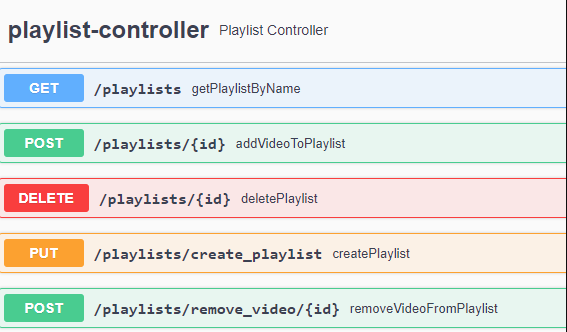 playlist-controller Playlist Controller
GET /playlists getPlaylistByName
POST /playlists/{id} addVideoToPlaylist
DELETE /playlists/{id} deletePlaylist
PUT /playlists/create_playlist createPlaylist
POST /playlists/remove_video/{id} removeVideoFromPlaylist